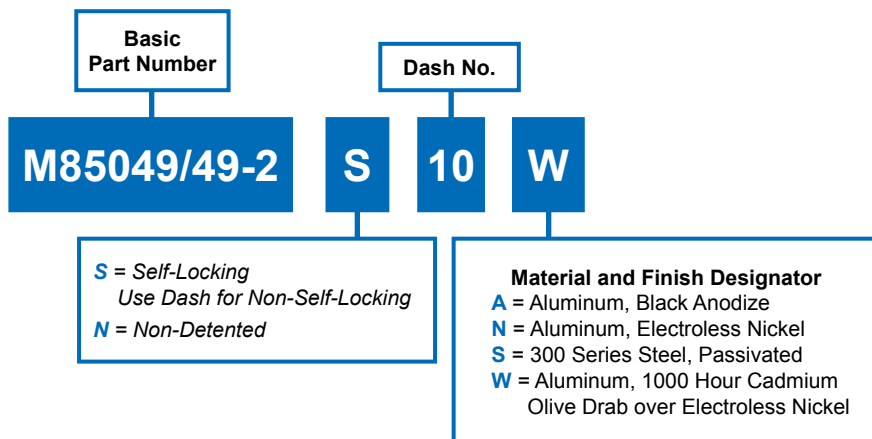 Basic
Part Number
Dash No.
M85049/49-2
S
10
W
S = Self-Locking
Use Dash for Non-Self-Locking
N = Non-Detented
Material and Finish Designator
A = Aluminum, Black Anodize
N = Aluminum, Electroless Nickel
S = 300 Series Steel, Passivated
W = Aluminum, 1000 Hour Cadmium
Olive Drab over Electroless Nickel